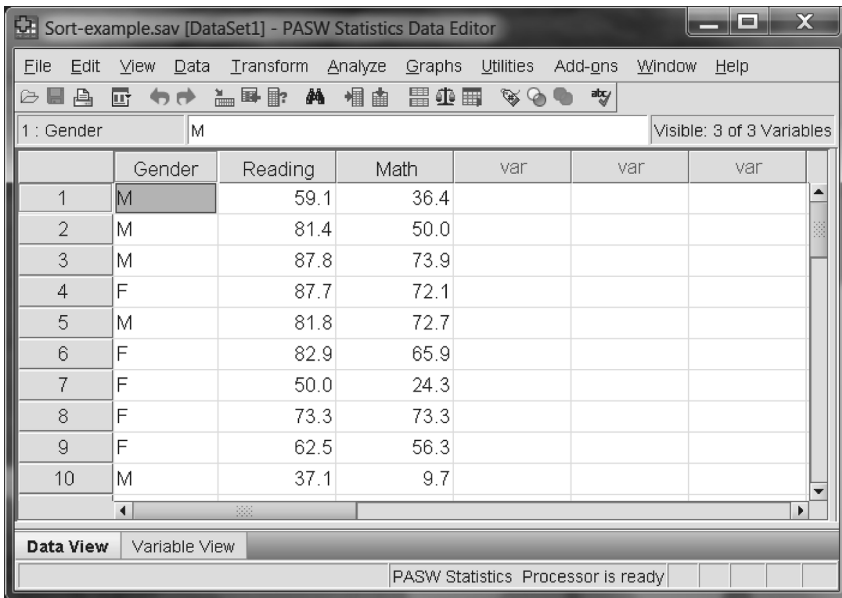 Sort-example.sav [DataSet1] - PASW Statistics Data Editor
File Edit View Data Transform Analyze Graphs Utilities Add-ons Window Help
1 : Gender M Visible: 3 of 3 Variables
Gender Reading Math var var var
1 M 59.1 36.4
2 M 81.4 50.0
3 M 87.8 73.9
4 F 87.7 72.1
5 M 81.8 72.7
6 F 82.9 65.9
7 F 50.0 24.3
8 F 73.3 73.3
9 F 62.5 56.3
10 M 37.1 9.7
Data View Variable View
PASW Statistics Processor is ready